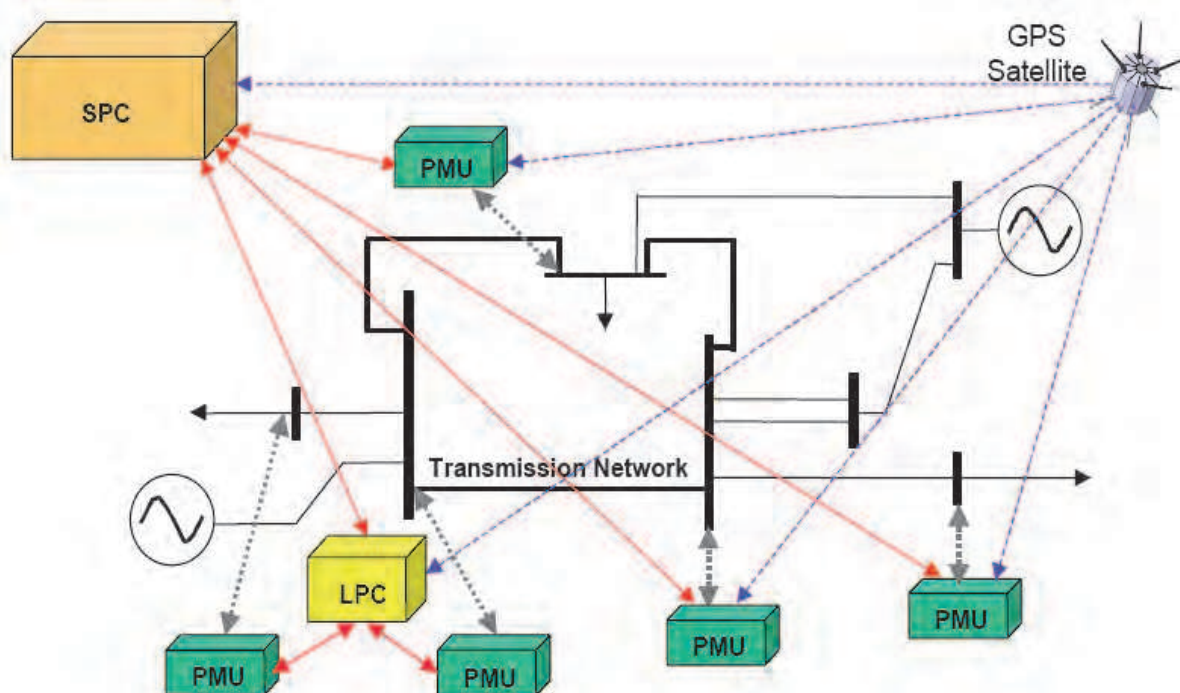 GPS
Satellite
SPC
PMU
Transmission Network
LPC
PMU
PMU
PMU
PMU